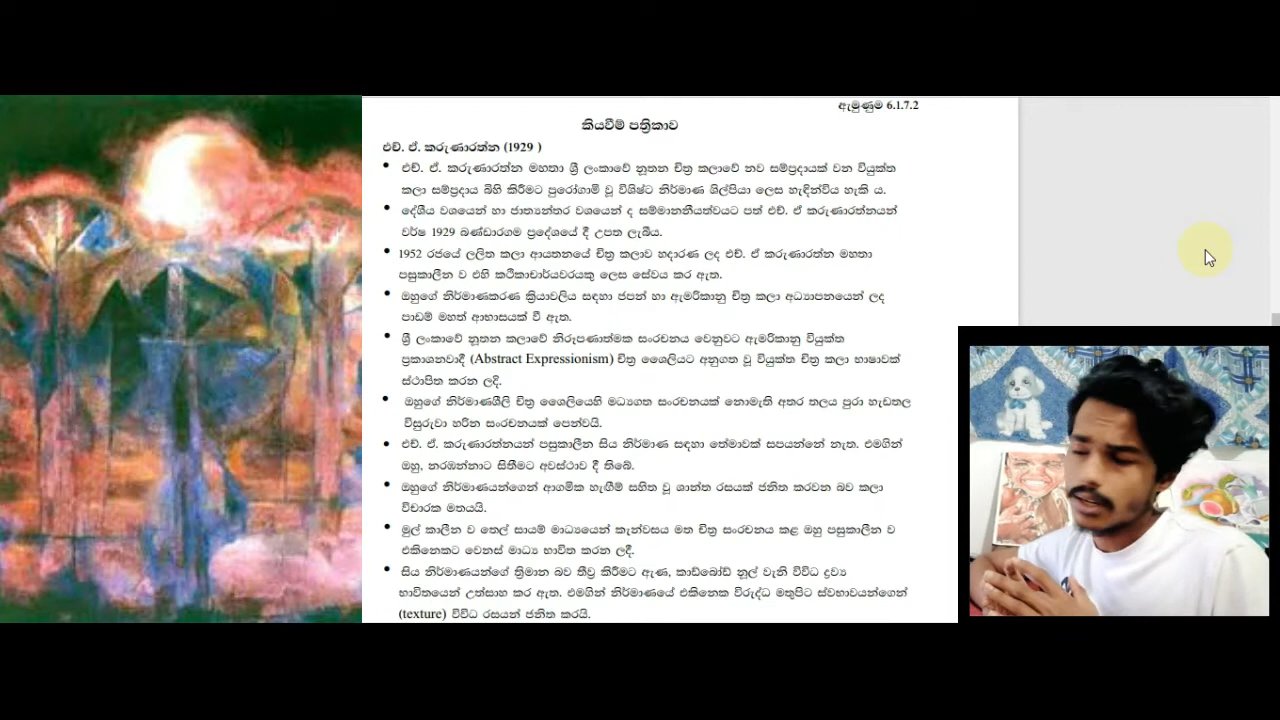 ඇමුණුම 6.1.7.2
කියවීම් පත්‍රිකාව
එච්. ඒ. කරුණාරත්න (1929 )
• එච්. ඒ. කරුණාරත්න මහතා ශ්‍රී ලංකාවේ නූතන චිත්‍ර කලාවේ නව සම්ප්‍රදායක් වන වියුක්ත
කලා සම්ප්‍රදාය බිහි කිරීමට පුරෝගාමී වූ විශිෂ්ට නිර්මාණ ශිල්පියා ලෙස හැඳින්විය හැකි ය.
• දේශීය වශයෙන් හා ජාත්‍යන්තර වශයෙන් ද සම්මානනීයත්වයට පත් එච්. ඒ කරුණාරත්නයන්
වර්ෂ 1929 බණ්ඩාරගම ප්‍රදේශයේ දී උපත ලැබීය.
• 1952 රජයේ ලලිත කලා ආයතනයේ චිත්‍ර කලාව හදාරණ ලද එච්. ඒ කරුණාරත්න මහතා
පසුකාලීන ව එහි කථිකාචාර්යවරයකු ලෙස සේවය කර ඇත.
• ඔහුගේ නිර්මාණකරණ ක්‍රියාවලිය සඳහා ජපන් හා ඇමරිකානු චිත්‍ර කලා අධ්‍යාපනයෙන් ලද
පාඩම් මහත් ආභාසයක් වී ඇත.
• ශ්‍රී ලංකාවේ නූතන කලාවේ නිරූපණාත්මක සංරචනය වෙනුවට ඇමරිකානු වියුක්ත
ප්‍රකාශනවාදී (Abstract Expressionism) චිත්‍ර ශෛලියට අනුගත වූ වියුක්ත චිත්‍ර කලා භාෂාවක්
ස්ථාපිත කරන ලදි.
• ඔහුගේ නිර්මාණශීලි චිත්‍ර ශෛලියෙහි මධ්‍යගත සංරචනයක් නොමැති අතර තලය පුරා හැඩතල
විසුරුවා හරින සංරචනයක් පෙන්වයි.
• එච්. ඒ. කරුණාරත්නයන් පසුකාලීන සිය නිර්මාණ සඳහා තේමාවක් සපයන්නේ නැත. එමගින්
ඔහු, නරඹන්නාට සිතීමට අවස්ථාව දී තිබේ.
• ඔහුගේ නිර්මාණයන්ගෙන් ආගමික හැඟීම් සහිත වූ ශාන්ත රසයක් ජනිත කරවන බව කලා
විචාරක මතයයි.
• මුල් කාලීන ව තෙල් සායම් මාධ්‍යයෙන් කැන්වසය මත චිත්‍ර සංරචනය කළ ඔහු පසුකාලීන ව
එකිනෙකට වෙනස් මාධ්‍ය භාවිත කරන ලදී.
• සිය නිර්මාණයන්ගේ ත්‍රිමාන බව තීව්‍ර කිරීමට ඇණ, කාඩ්බෝඩ් නූල් වැනි විවිධ ද්‍රව්‍ය
භාවිතයෙන් උත්සාහ කර ඇත. එමගින් නිර්මාණයේ එකිනෙක විරුද්ධ මතුපිට ස්වභාවයන්ගෙන්
(texture) විවිධ රසයන් ජනිත කරයි.